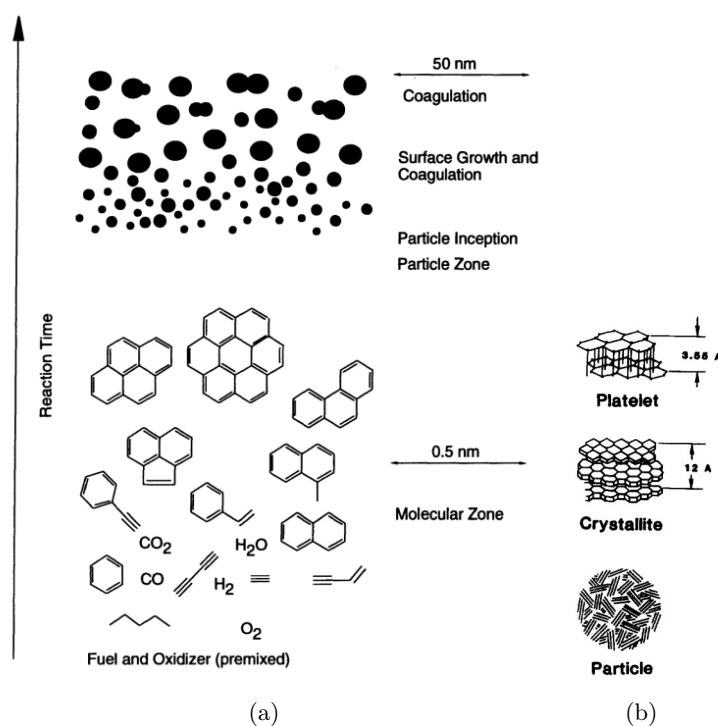 50 nm
Coagulation
Surface Growth and
Coagulation
Particle Inception
Particle Zone
Reaction Time
3.55 A
Platelet
0.5 nm
12 A
Molecular Zone
Crystallite
CO2
H2O
CO
H2
O2
Fuel and Oxidizer (premixed)
Particle
(a)
(b)